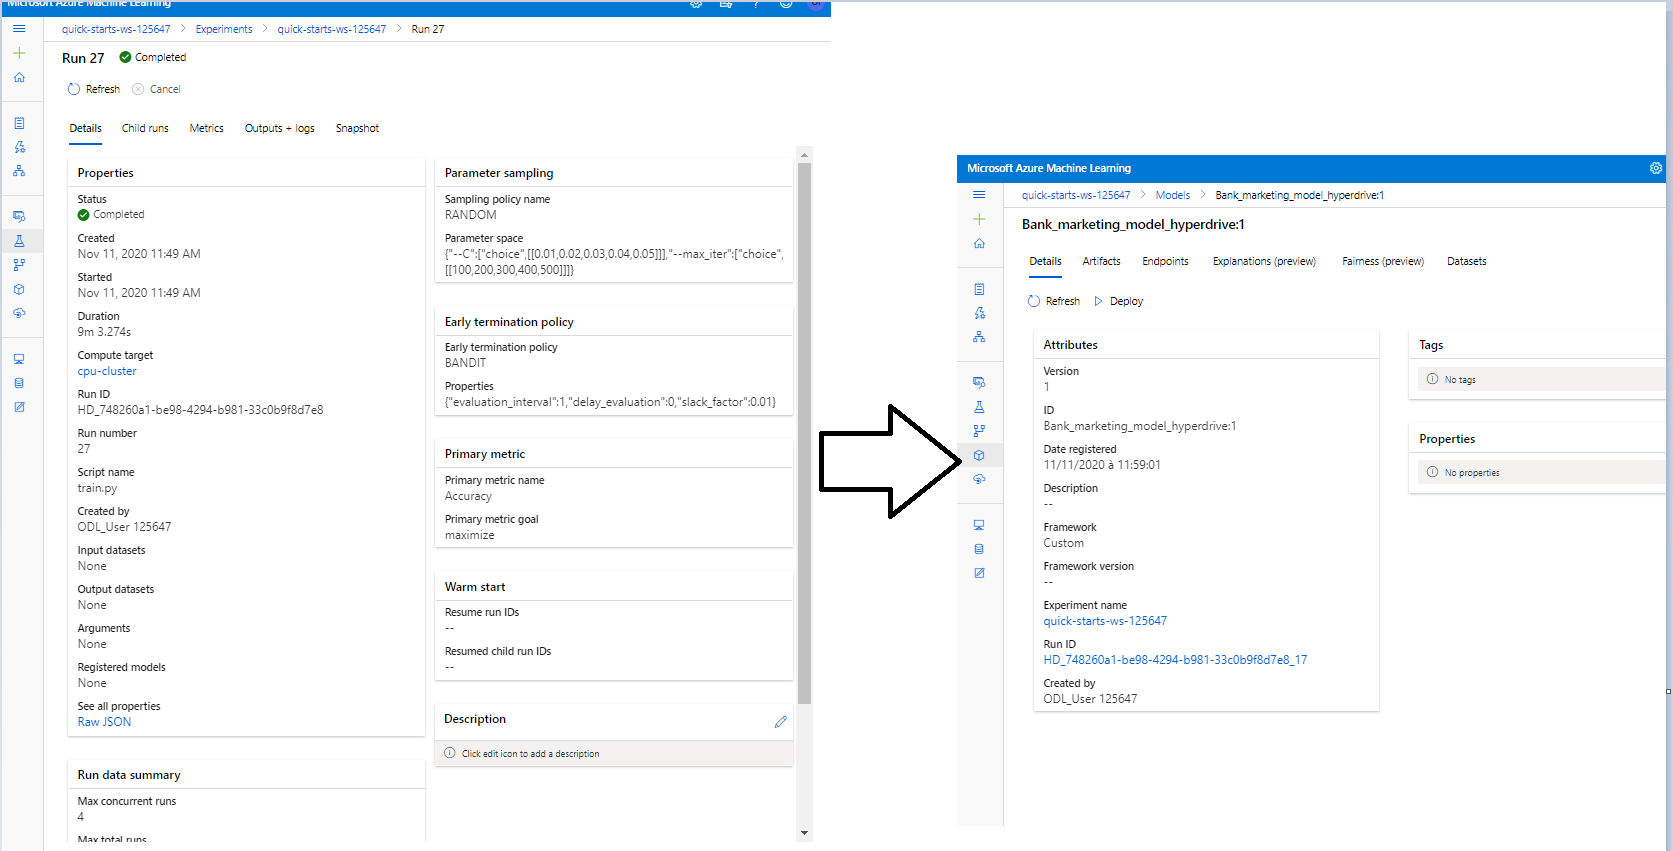 Microsoft Azure Machine Learning
quick-starts-ws-125647 > Experiments > quick-starts-ws-125647 > Run 27
Run 27 Completed
Refresh Cancel
Details Child runs Metrics Outputs + logs Snapshot
Properties
Status
Completed
Created
Nov 11, 2020 11:49 AM
Started
Nov 11, 2020 11:49 AM
Duration
9m 3.274s
Compute target
cpu-cluster
Run ID
HD_748260a1-be98-4294-b981-33c0b9f8d7e8
Run number
27
Script name
train.py
Created by
ODL_User 125647
Input datasets
None
Output datasets
None
Arguments
None
Registered models
None
See all properties
Raw JSON
Run data summary
Max concurrent runs
4
Max total runs
Parameter sampling
Sampling policy name
RANDOM
Parameter space
{"--C":["choice",[[0.01,0.02,0.03,0.04,0.05]]],"--max_iter":["choice",
[[100,200,300,400,500]]]}
Early termination policy
Early termination policy
BANDIT
Properties
{"evaluation_interval":1,"delay_evaluation":0,"slack_factor":0.01}
Primary metric
Primary metric name
Accuracy
Primary metric goal
maximize
Warm start
Resume run IDs
--
Resumed child run IDs
--
Description
Click edit icon to add a description
Microsoft Azure Machine Learning
quick-starts-ws-125647 > Models > Bank_marketing_model_hyperdrive:1
Bank_marketing_model_hyperdrive:1
Details Artifacts Endpoints Explanations (preview) Fairness (preview) Datasets
Refresh Deploy
Attributes
Version
1
ID
Bank_marketing_model_hyperdrive:1
Date registered
11/11/2020 à 11:59:01
Description
--
Framework
Custom
Framework version
--
Experiment name
quick-starts-ws-125647
Run ID
HD_748260a1-be98-4294-b981-33c0b9f8d7e8_17
Created by
ODL_User 125647
Tags
No tags
Properties
No properties